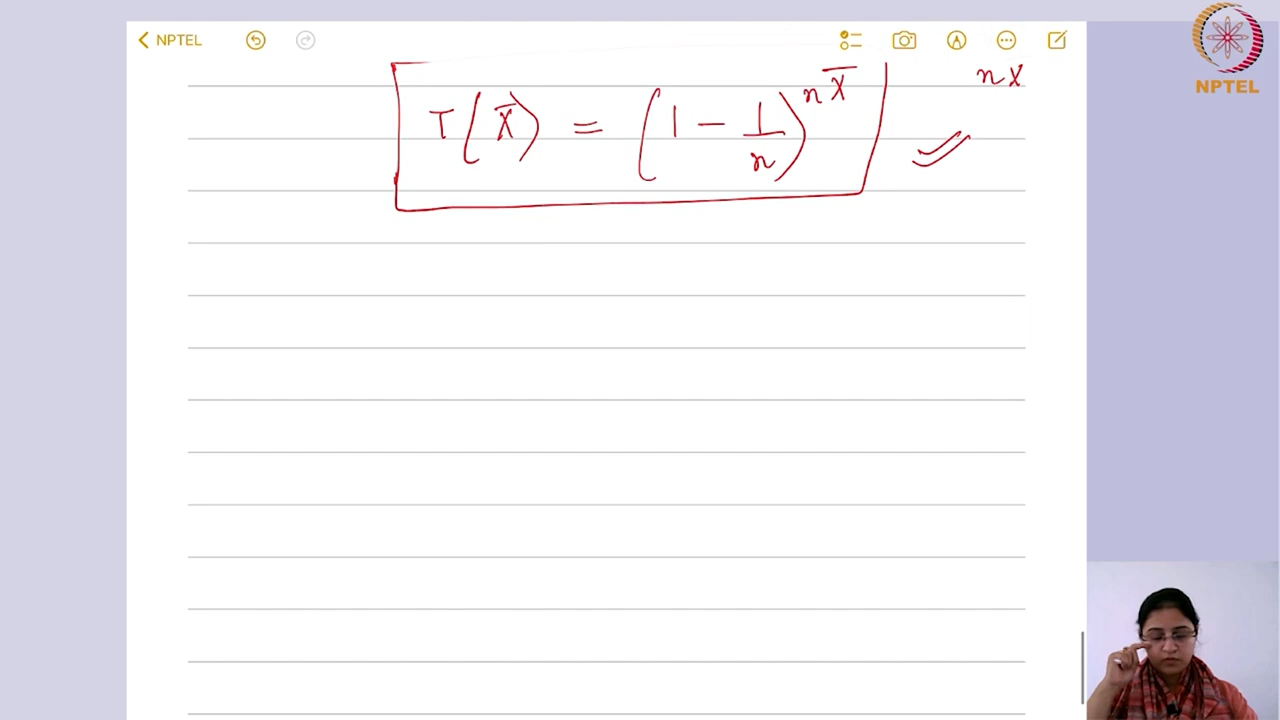 NPTEL
NPTEL
T(X̄) = (1 - 1/n)^{nX̄}
nX